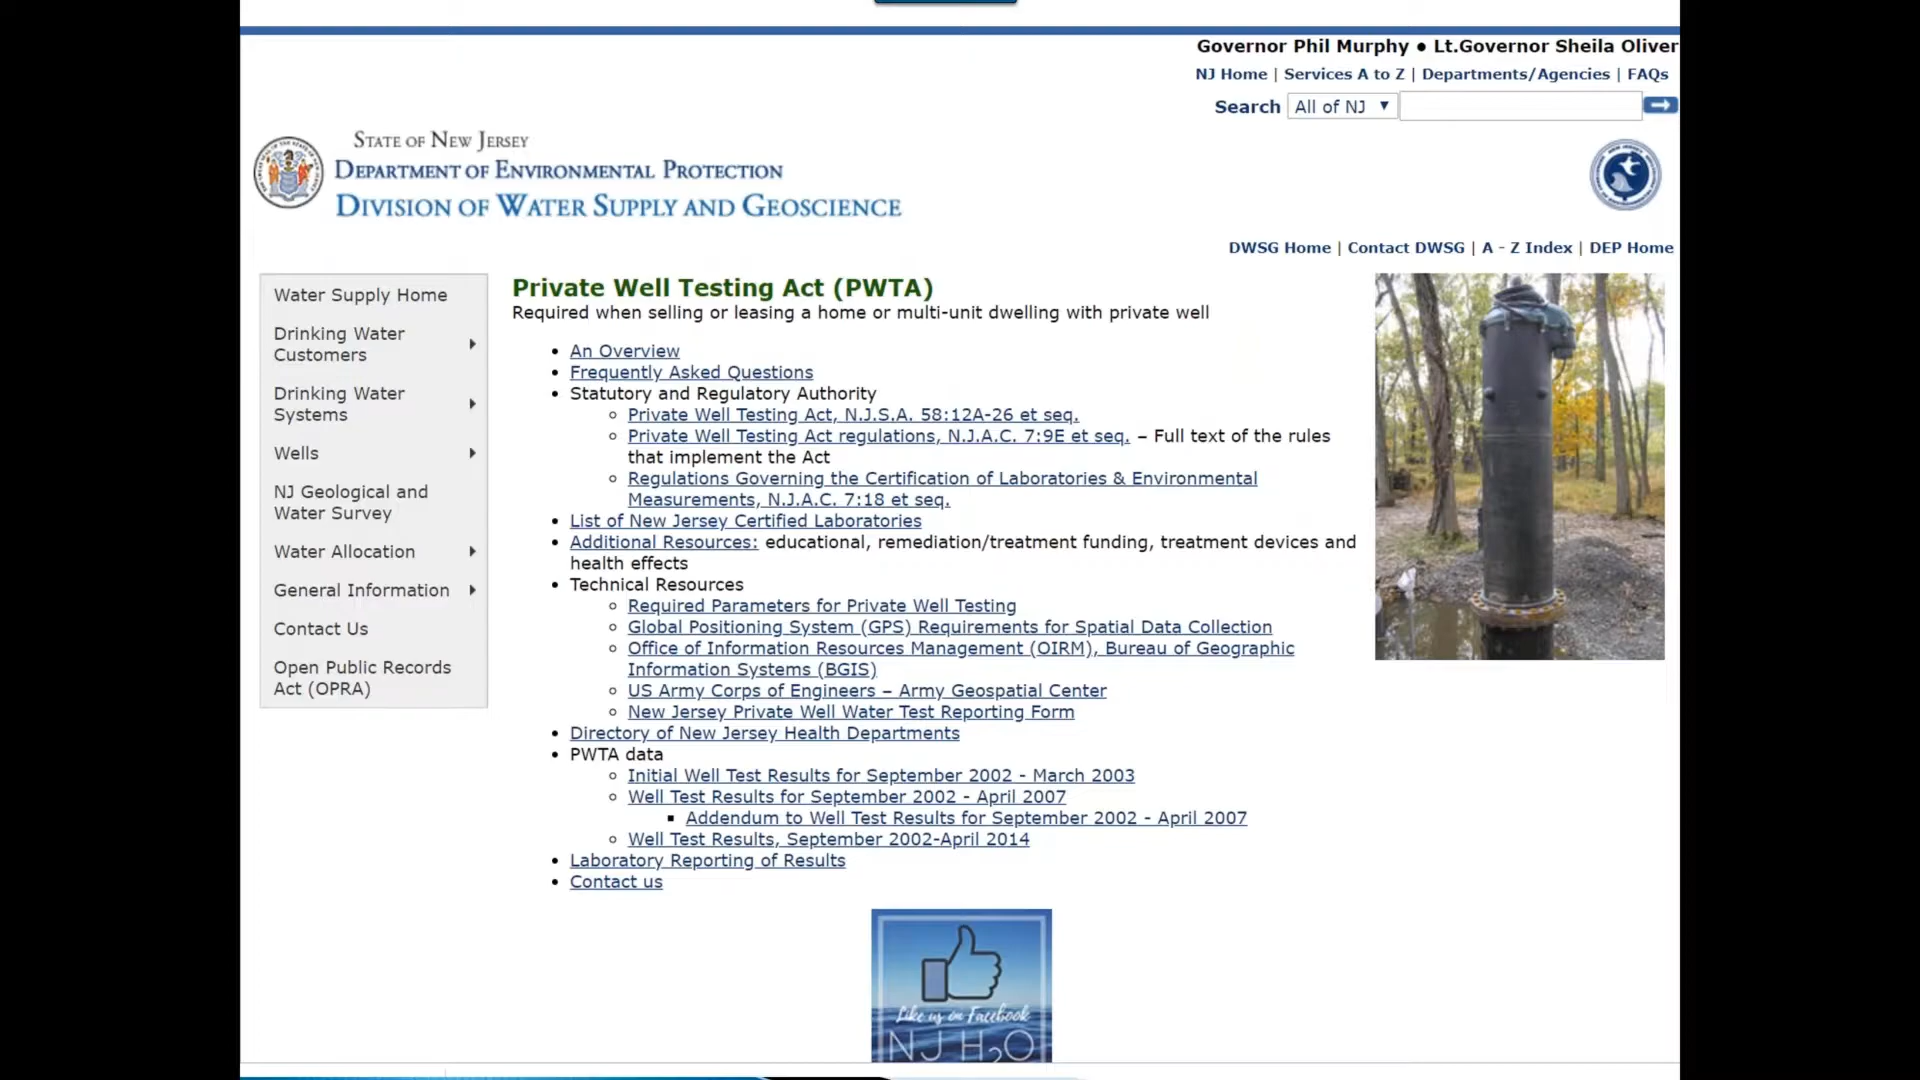 Governor Phil Murphy ● Lt.Governor Sheila Oliver
NJ Home | Services A to Z | Departments/Agencies | FAQs
Search All of NJ
STATE OF NEW JERSEY
DEPARTMENT OF ENVIRONMENTAL PROTECTION
DIVISION OF WATER SUPPLY AND GEOSCIENCE
DWSG Home | Contact DWSG | A - Z Index | DEP Home
Water Supply Home
Drinking Water
Customers
Drinking Water
Systems
Wells
NJ Geological and
Water Survey
Water Allocation
General Information
Contact Us
Open Public Records
Act (OPRA)
Private Well Testing Act (PWTA)
Required when selling or leasing a home or multi-unit dwelling with private well
• An Overview
• Frequently Asked Questions
• Statutory and Regulatory Authority
◦ Private Well Testing Act, N.J.S.A. 58:12A-26 et seq.
◦ Private Well Testing Act regulations, N.J.A.C. 7:9E et seq. – Full text of the rules
that implement the Act
◦ Regulations Governing the Certification of Laboratories & Environmental
Measurements, N.J.A.C. 7:18 et seq.
• List of New Jersey Certified Laboratories
• Additional Resources: educational, remediation/treatment funding, treatment devices and
health effects
• Technical Resources
◦ Required Parameters for Private Well Testing
◦ Global Positioning System (GPS) Requirements for Spatial Data Collection
◦ Office of Information Resources Management (OIRM), Bureau of Geographic
Information Systems (BGIS)
◦ US Army Corps of Engineers – Army Geospatial Center
◦ New Jersey Private Well Water Test Reporting Form
• Directory of New Jersey Health Departments
• PWTA data
◦ Initial Well Test Results for September 2002 - March 2003
◦ Well Test Results for September 2002 - April 2007
▪ Addendum to Well Test Results for September 2002 - April 2007
◦ Well Test Results, September 2002-April 2014
• Laboratory Reporting of Results
• Contact us
Like us in Facebook
NJ H2O